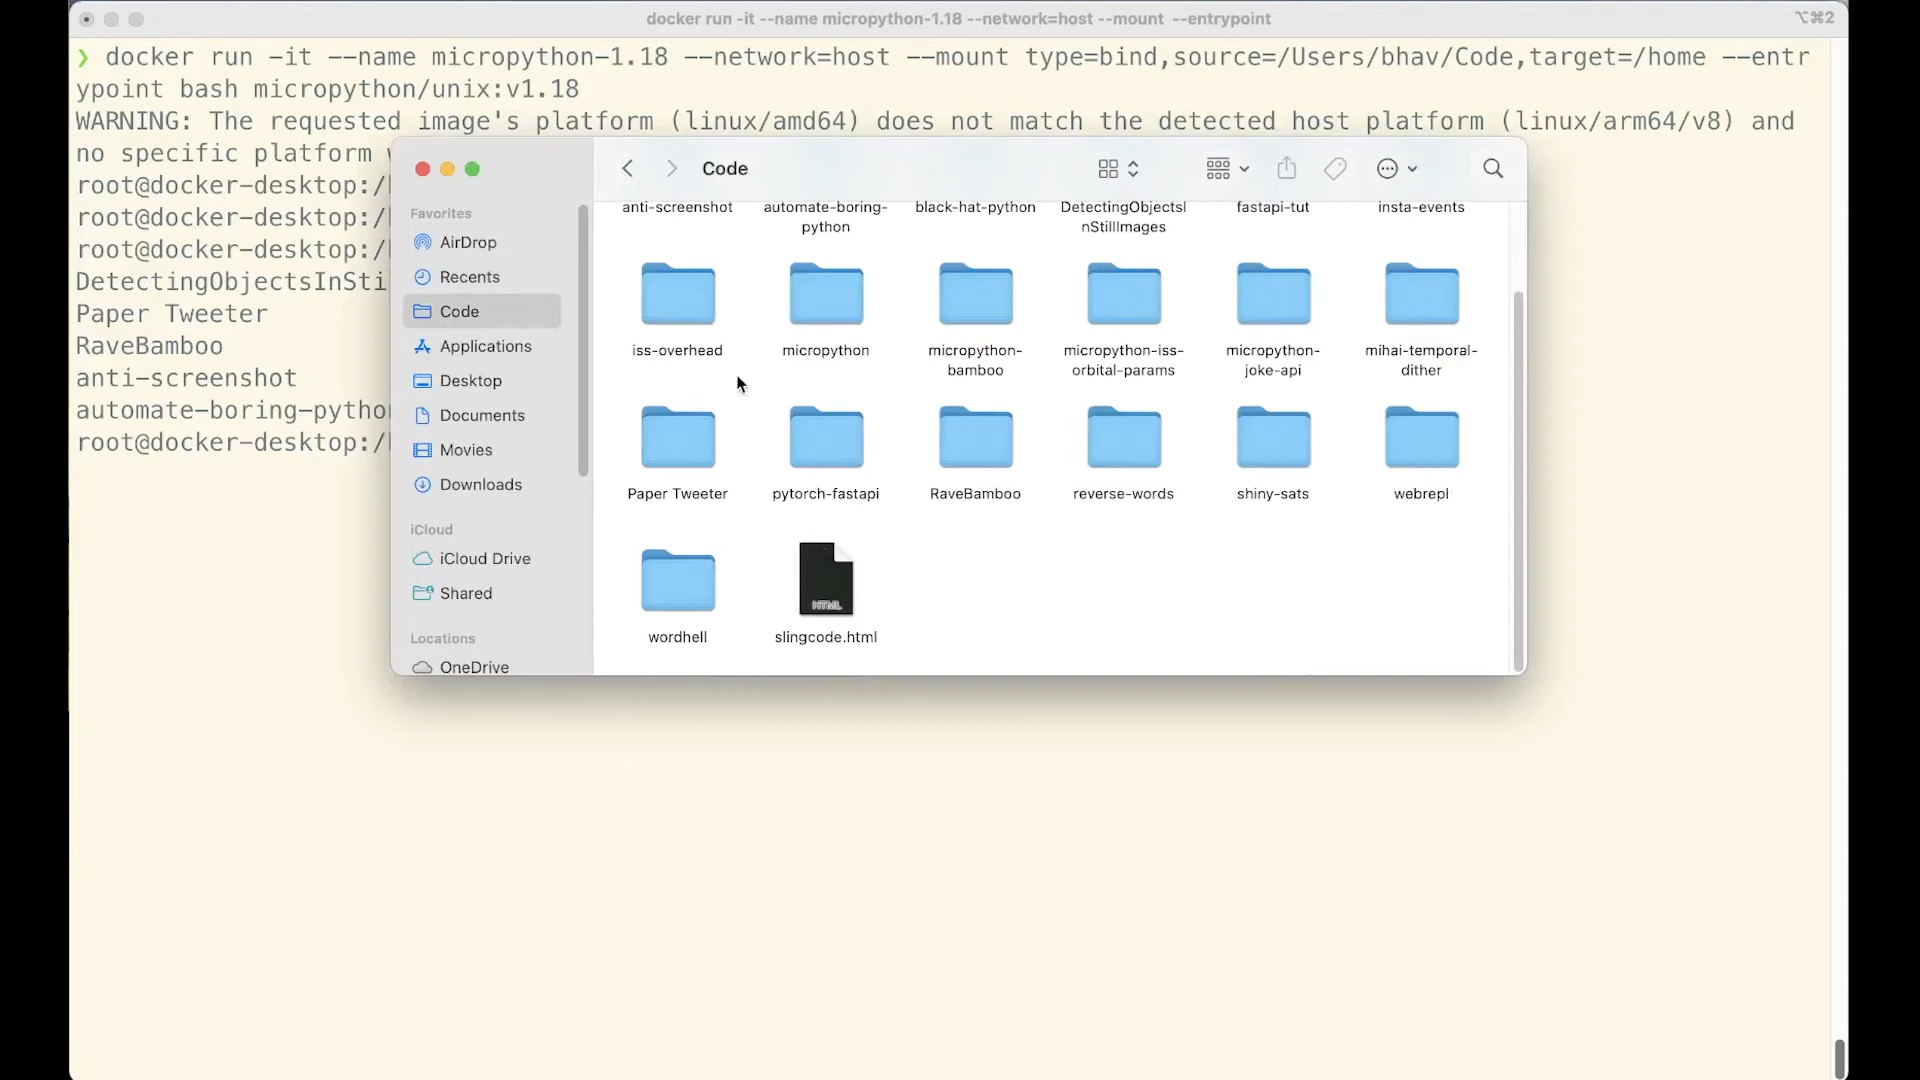 docker run -it --name micropython-1.18 --network=host --mount --entrypoint
⌥⌘2
❯ docker run -it --name micropython-1.18 --network=host --mount type=bind,source=/Users/bhav/Code,target=/home --entr
ypoint bash micropython/unix:v1.18
WARNING: The requested image's platform (linux/amd64) does not match the detected host platform (linux/arm64/v8) and
no specific platform
root@docker-desktop:/
root@docker-desktop:/
root@docker-desktop:/
DetectingObjectsInSti
Paper Tweeter
RaveBamboo
anti-screenshot
automate-boring-python
root@docker-desktop:/
Favorites
AirDrop
Recents
Code
Applications
Desktop
Documents
Movies
Downloads
iCloud
iCloud Drive
Shared
Locations
OneDrive
Code
anti-screenshot
automate-boring-
python
black-hat-python
DetectingObjectsI
nStillImages
fastapi-tut
insta-events
iss-overhead
micropython
micropython-
bamboo
micropython-iss-
orbital-params
micropython-
joke-api
mihai-temporal-
dither
Paper Tweeter
pytorch-fastapi
RaveBamboo
reverse-words
shiny-sats
webrepl
wordhell
HTML
slingcode.html